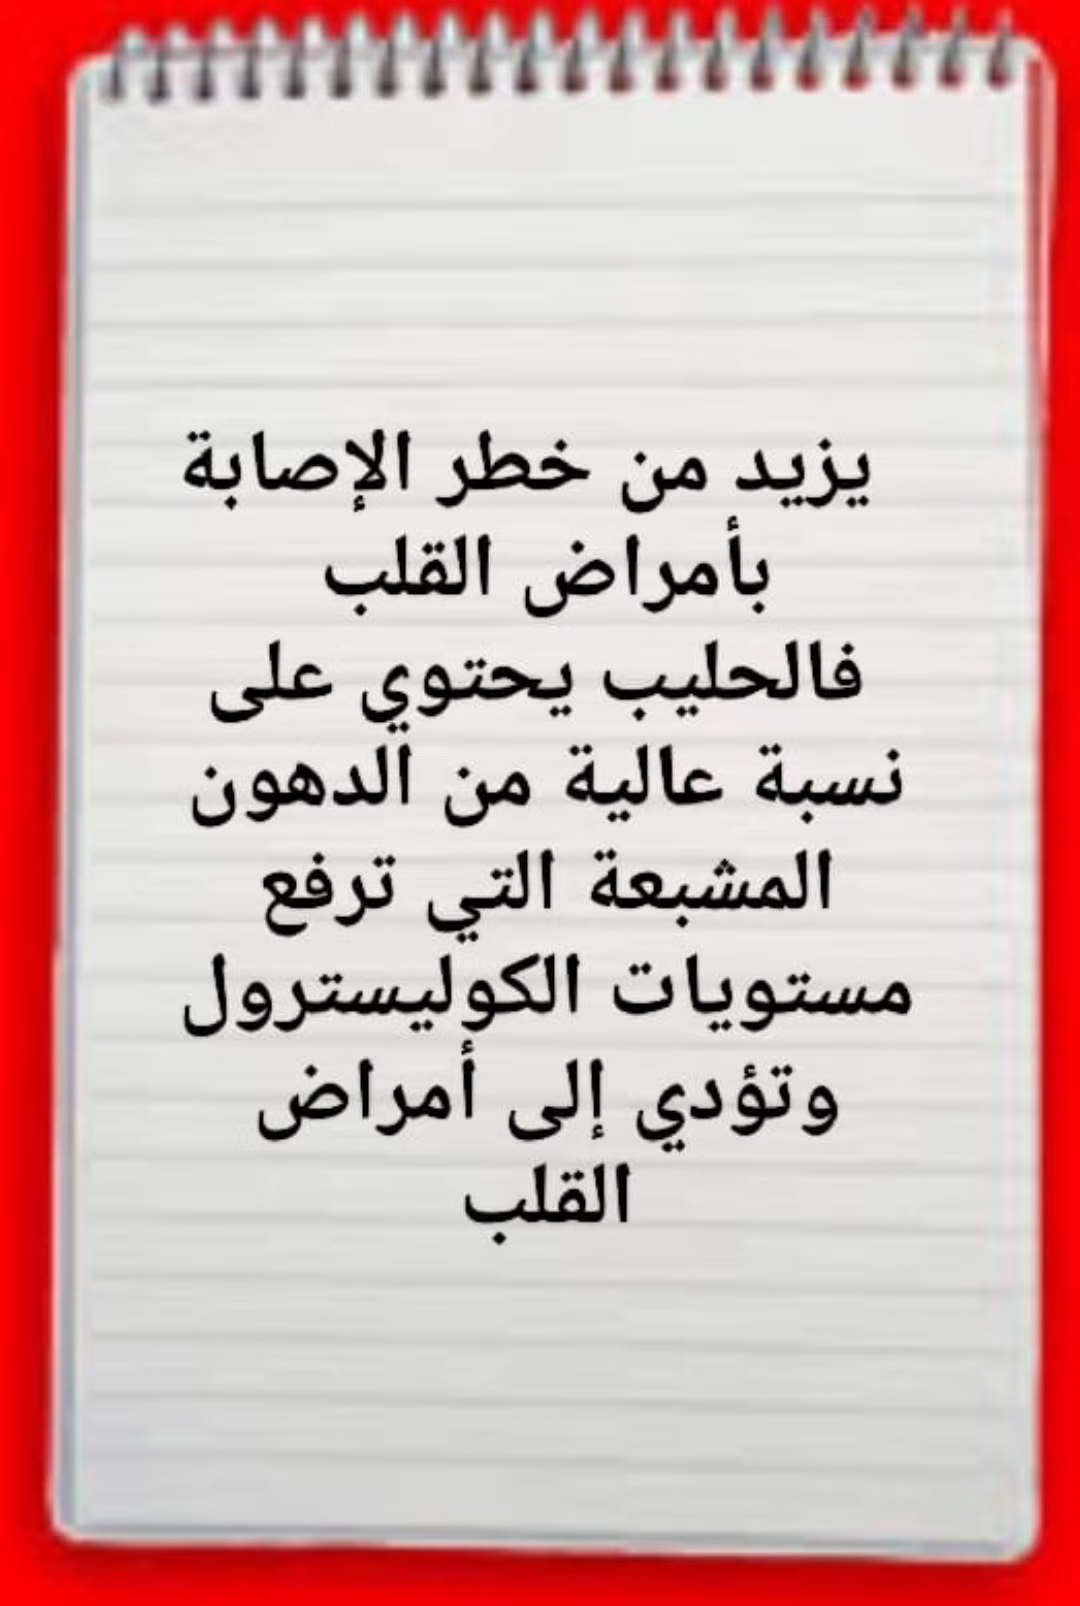 يزيد من خطر الإصابة
بأمراض القلب
فالحليب يحتوي على
نسبة عالية من الدهون
المشبعة التي ترفع
مستويات الكوليسترول
وتؤدي إلى أمراض
القلب